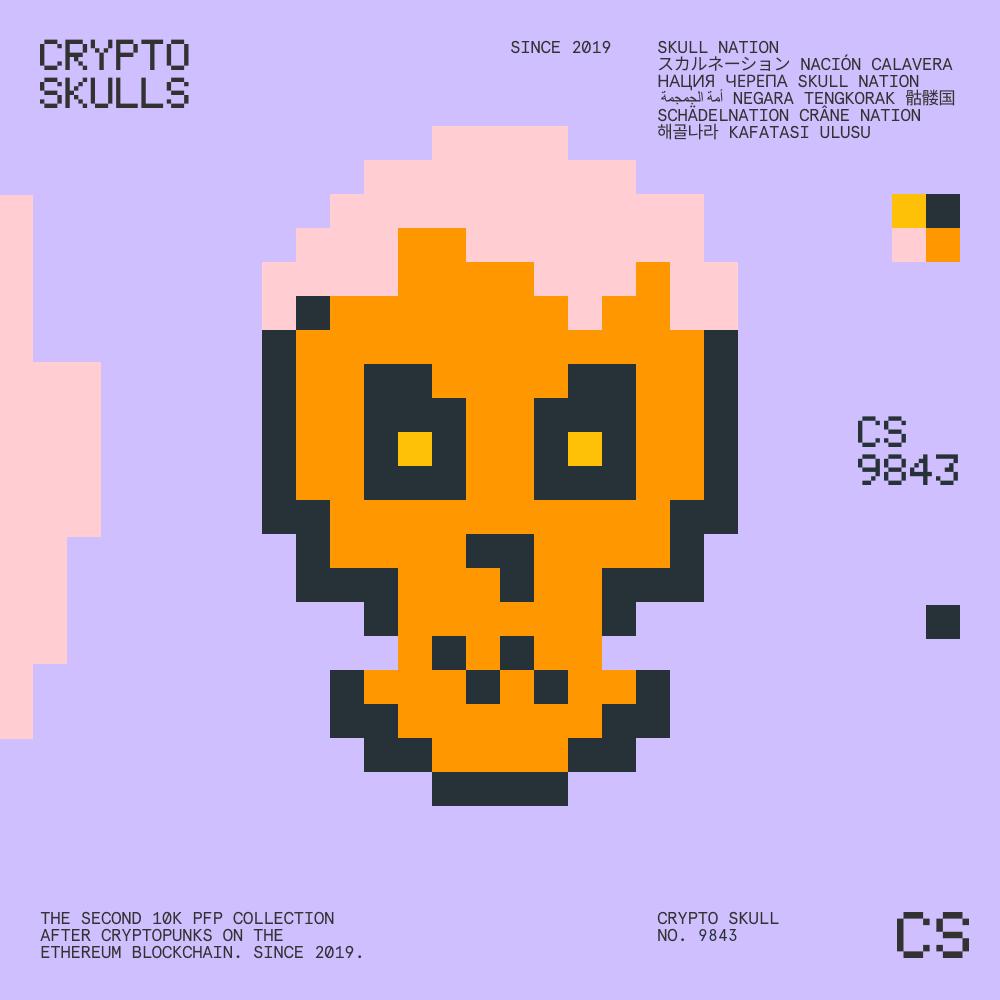 CRYPTO
SKULLS
SINCE 2019
SKULL NATION
スカルネーション NACIÓN CALAVERA
НАЦИЯ ЧЕРЕПА SKULL NATION
أمة الجمجمة NEGARA TENGKORAK 骷髅国
SCHÄDELNATION CRÂNE NATION
해골나라 KAFATASI ULUSU
CS
9843
THE SECOND 10K PFP COLLECTION
AFTER CRYPTOPUNKS ON THE
ETHEREUM BLOCKCHAIN. SINCE 2019.
CRYPTO SKULL
NO. 9843
CS